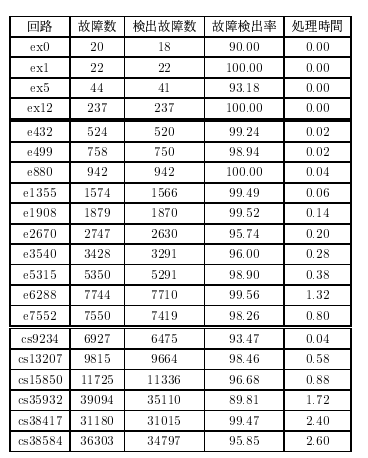 回路 故障数 検出故障数 故障検出率 処理時間
ex0 20 18 90.00 0.00
ex1 22 22 100.00 0.00
ex5 44 41 93.18 0.00
ex12 237 237 100.00 0.00
e432 524 520 99.24 0.02
e499 758 750 98.94 0.02
e880 942 942 100.00 0.04
e1355 1574 1566 99.49 0.06
e1908 1879 1870 99.52 0.14
e2670 2747 2630 95.74 0.20
e3540 3428 3291 96.00 0.28
e5315 5350 5291 98.90 0.38
e6288 7744 7710 99.56 1.32
e7552 7550 7419 98.26 0.80
cs9234 6927 6475 93.47 0.04
cs13207 9815 9664 98.46 0.58
cs15850 11725 11336 96.68 0.88
cs35932 39094 35110 89.81 1.72
cs38417 31180 31015 99.47 2.40
cs38584 36303 34797 95.85 2.60